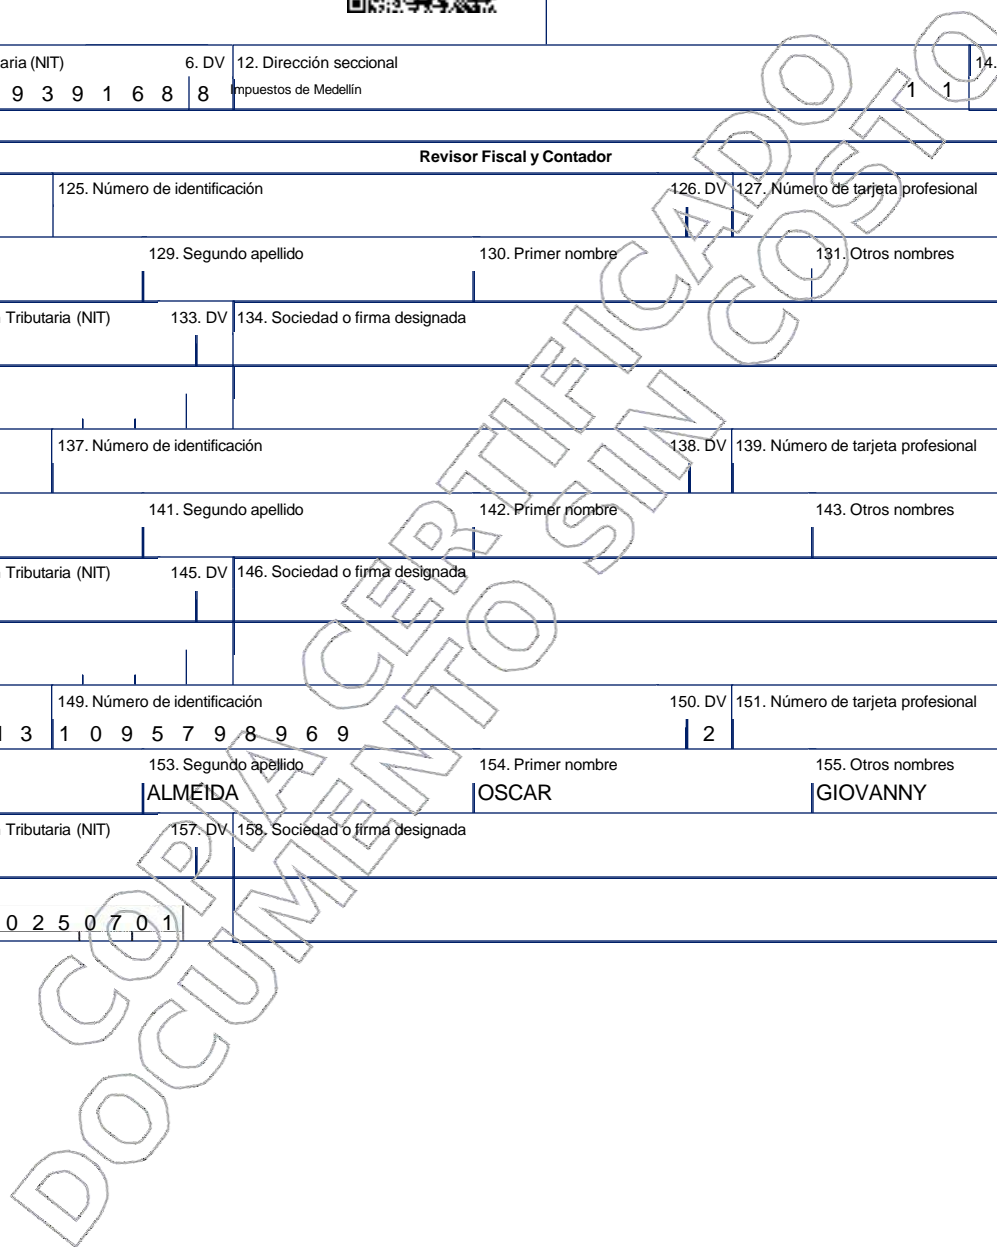 aria (NIT) 6. DV 12. Dirección seccional 14.
9 3 9 1 6 8 8 Impuestos de Medellín 1 1
Revisor Fiscal y Contador
125. Número de identificación 126. DV 127. Número de tarjeta profesional
129. Segundo apellido 130. Primer nombre 131. Otros nombres
Tributaria (NIT) 133. DV 134. Sociedad o firma designada
137. Número de identificación 138. DV 139. Número de tarjeta profesional
141. Segundo apellido 142. Primer nombre 143. Otros nombres
Tributaria (NIT) 145. DV 146. Sociedad o firma designada
149. Número de identificación 150. DV 151. Número de tarjeta profesional
3 1 0 9 5 7 9 8 9 6 9 2
153. Segundo apellido 154. Primer nombre 155. Otros nombres
ALMEIDA OSCAR GIOVANNY
Tributaria (NIT) 157. DV 158. Sociedad o firma designada
0 2 5 0 7 0 1
COPIA CERTIFICADO
DOCUMENTO SIN COSTO